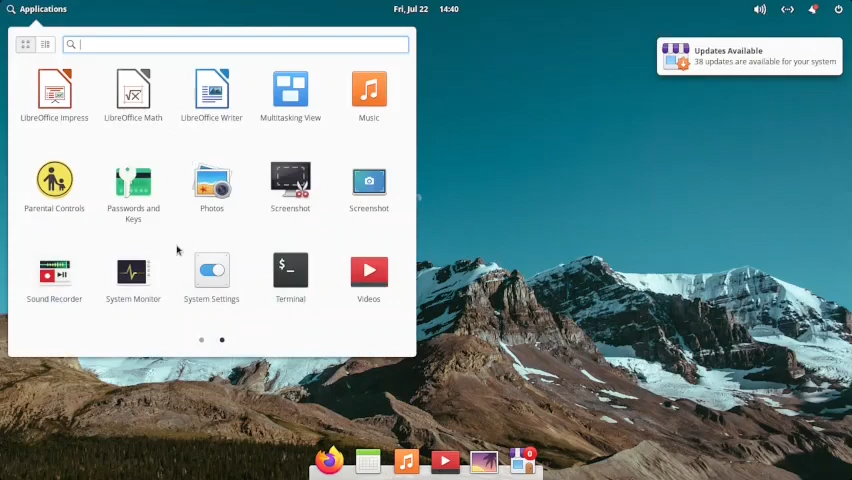 Applications
Fri, Jul 22 14:40
Updates Available
38 updates are available for your system
LibreOffice Impress
LibreOffice Math
LibreOffice Writer
Multitasking View
Music
Parental Controls
Passwords and
Keys
Photos
Screenshot
Screenshot
Sound Recorder
System Monitor
System Settings
$_
Terminal
Videos
0